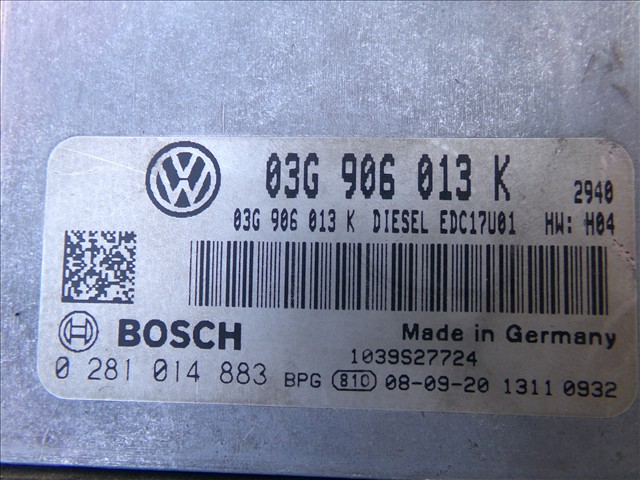 03G 906 013 K 2940
03G 906 013 K DIESEL EDC17U01 HW: H04
BOSCH Made in Germany
1039S27724
0 281 014 883 BPG 810 08-09-20 1311 0932